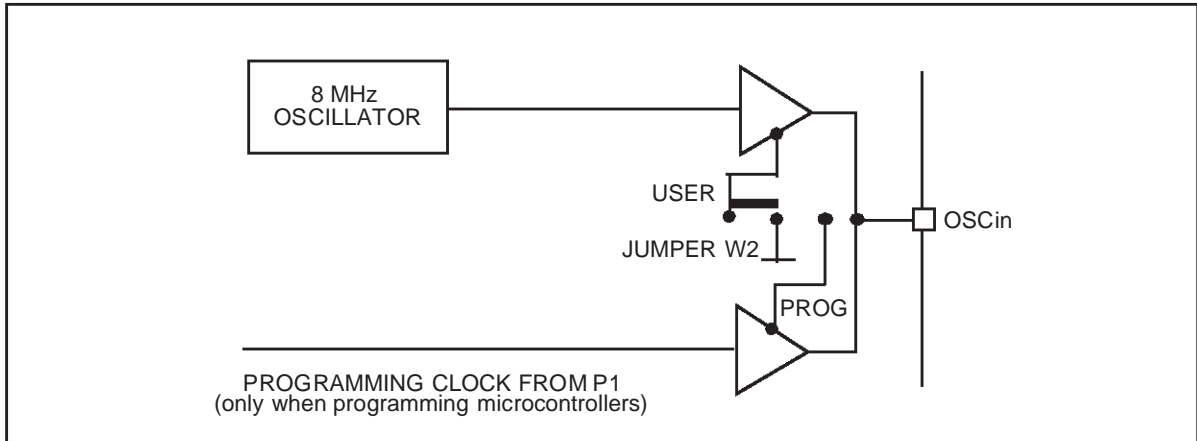 8 MHz
OSCILLATOR
USER
OSCin
JUMPER W2
PROG
PROGRAMMING CLOCK FROM P1
(only when programming microcontrollers)